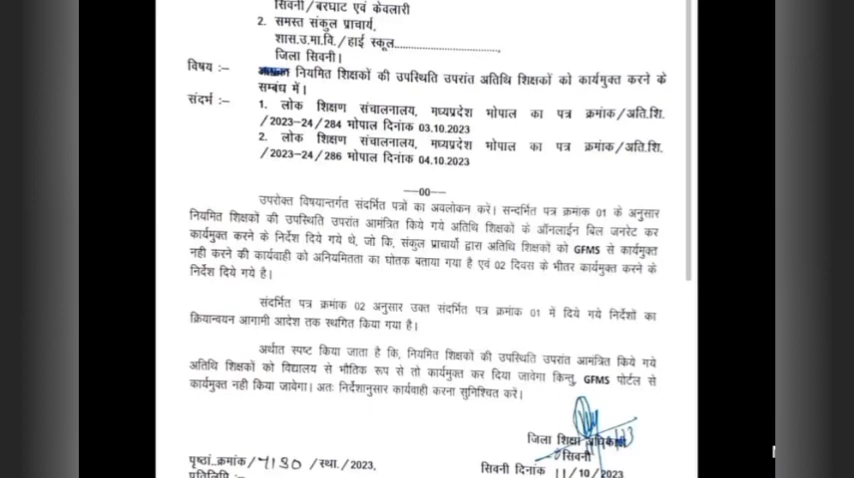 सिवनी/बरघाट एवं केवलारी
2. समस्त संकुल प्राचार्य,
शास.उ.मा.वि./हाई स्कूल..............................,
जिला सिवनी।
विषय :– नियमित शिक्षकों की उपस्थिति उपरांत अतिथि शिक्षकों को कार्यमुक्त करने के
सम्बंध में।
संदर्भ :– 1. लोक शिक्षण संचालनालय, मध्यप्रदेश भोपाल का पत्र क्रमांक/अति.शि.
/2023–24/284 भोपाल दिनांक 03.10.2023
2. लोक शिक्षण संचालनालय, मध्यप्रदेश भोपाल का पत्र क्रमांक/अति.शि.
/2023–24/286 भोपाल दिनांक 04.10.2023
—00—
उपरोक्त विषयान्तर्गत संदर्भित पत्रों का अवलोकन करें। सन्दर्भित पत्र क्रमांक 01 के अनुसार
नियमित शिक्षकों की उपस्थिति उपरांत आमंत्रित किये गये अतिथि शिक्षकों के ऑनलाईन बिल जनरेट कर
कार्यमुक्त करने के निर्देश दिये गये थे, जो कि, संकुल प्राचार्यो द्वारा अतिथि शिक्षकों को GFMS से कार्यमुक्त
नही करने की कार्यवाही को अनियमितता का घोतक बताया गया है एवं 02 दिवस के भीतर कार्यमुक्त करने के
निर्देश दिये गये है।
संदर्भित पत्र क्रमांक 02 अनुसार उक्त संदर्भित पत्र क्रमांक 01 में दिये गये निर्देशों का
क्रियान्वयन आगामी आदेश तक स्थगित किया गया है।
अर्थात स्पष्ट किया जाता है कि, नियमित शिक्षकों की उपस्थिति उपरांत आमंत्रित किये गये
अतिथि शिक्षकों को विद्यालय से भौतिक रूप से तो कार्यमुक्त कर दिया जावेगा किन्तु, GFMS पोर्टल से
कार्यमुक्त नही किया जावेगा। अतः निर्देशानुसार कार्यवाही करना सुनिश्चित करें।
जिला शिक्षा अधिकारी
सिवनी
पृष्ठां.क्रमांक/7130/स्था./2023, सिवनी दिनांक 11/10/2023
प्रतिलिपि :–